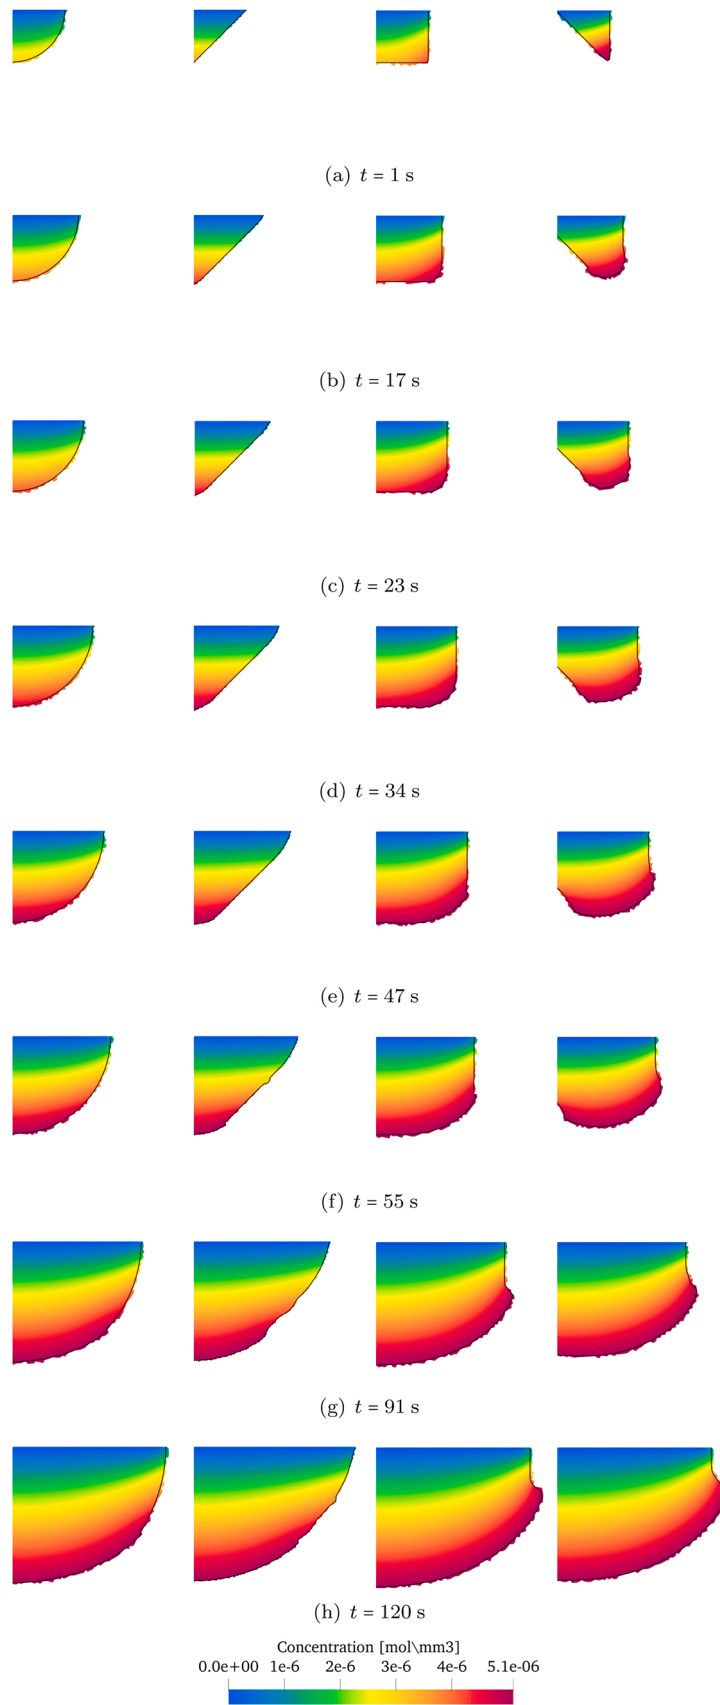 (a) t = 1 s
(b) t = 17 s
(c) t = 23 s
(d) t = 34 s
(e) t = 47 s
(f) t = 55 s
(g) t = 91 s
(h) t = 120 s
Concentration [mol\mm3]
0.0e+00 1e-6 2e-6 3e-6 4e-6 5.1e-06